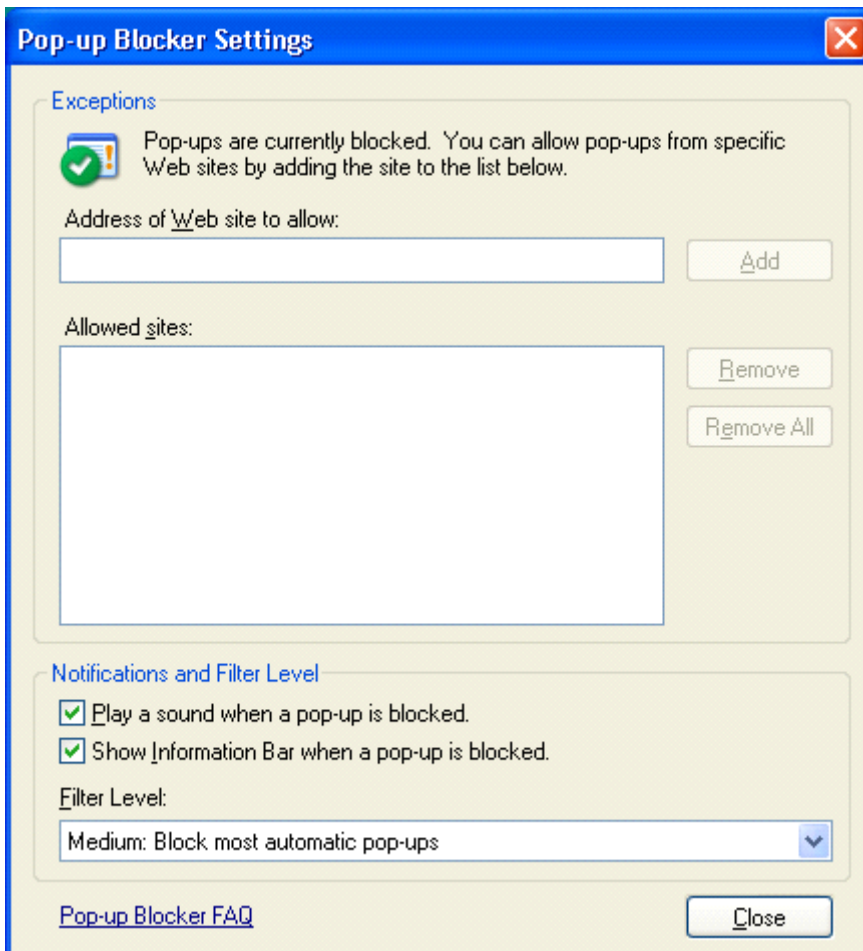 Pop-up Blocker Settings
Exceptions
Pop-ups are currently blocked. You can allow pop-ups from specific
Web sites by adding the site to the list below.
Address of Web site to allow:
Add
Allowed sites:
Remove
Remove All
Notifications and Filter Level
Play a sound when a pop-up is blocked.
Show Information Bar when a pop-up is blocked.
Filter Level:
Medium: Block most automatic pop-ups
Pop-up Blocker FAQ
Close